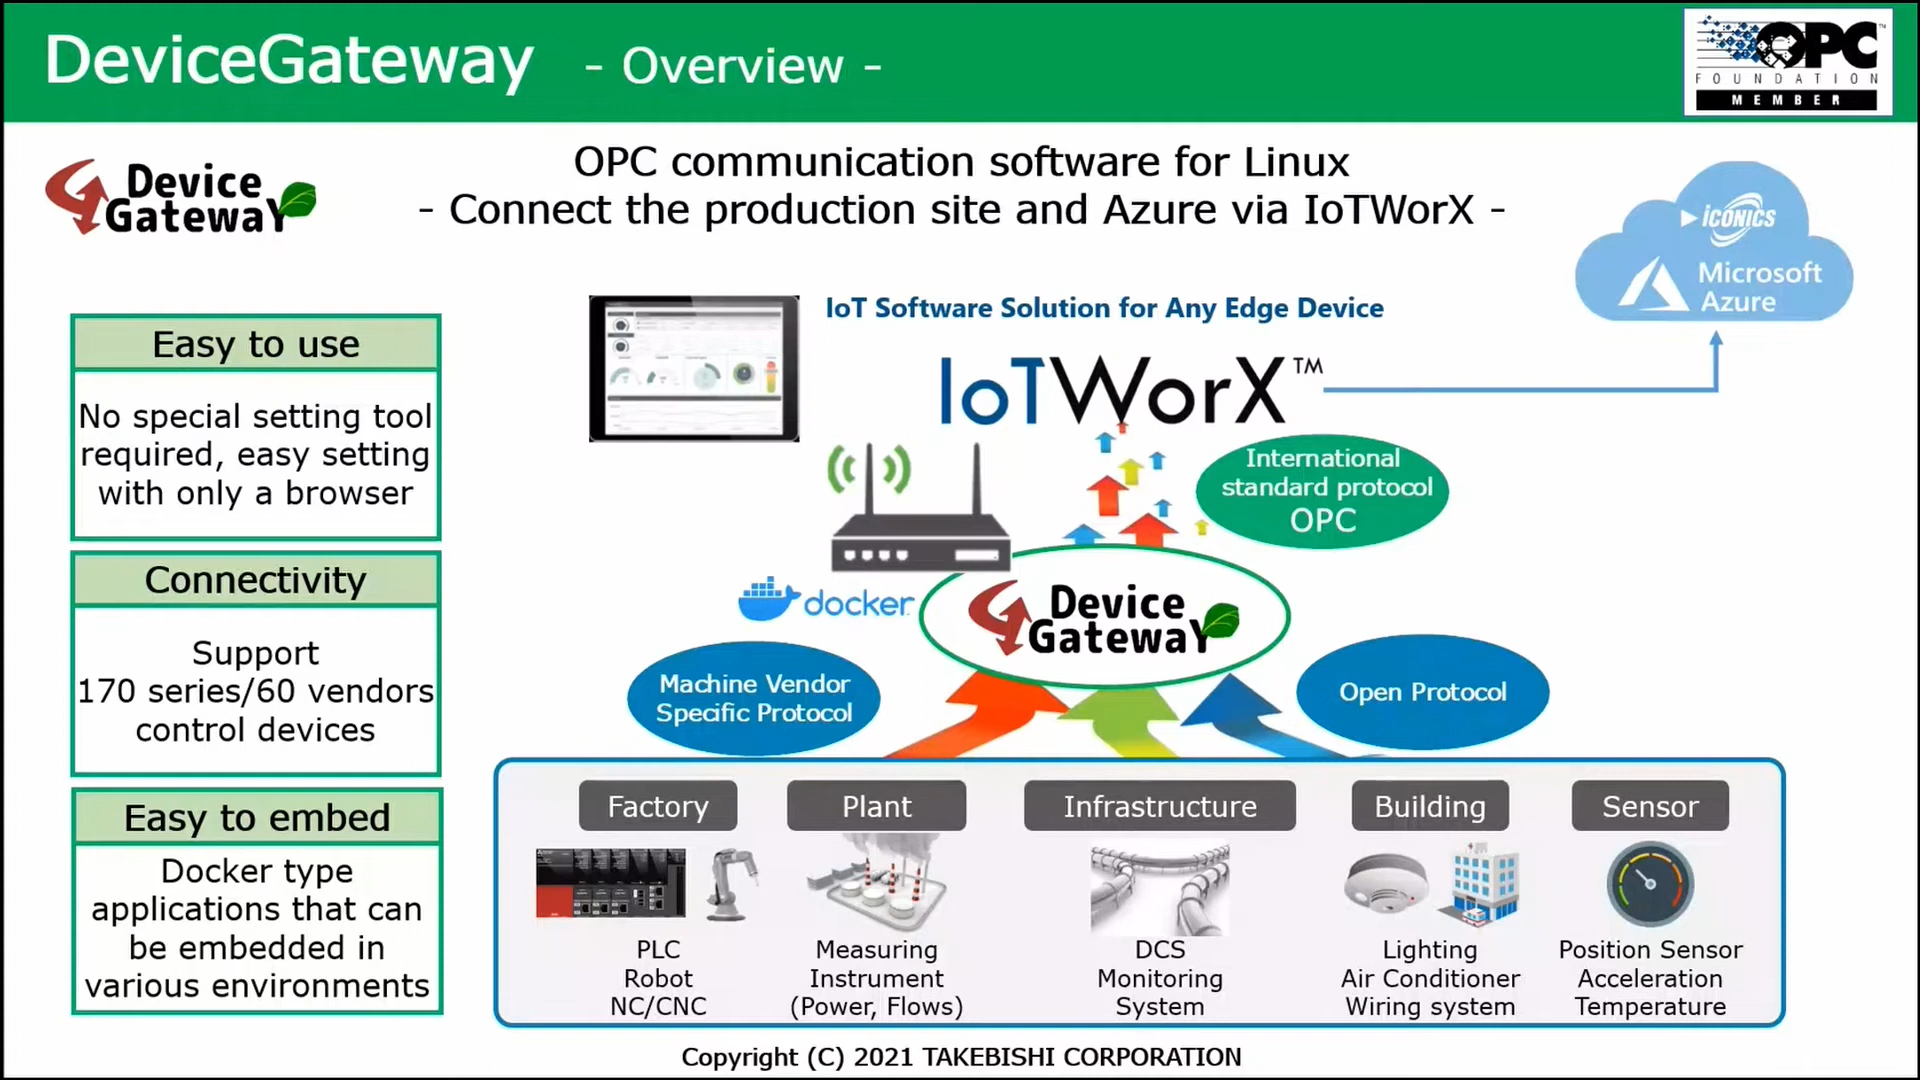 DeviceGateway - Overview -
OPC
FOUNDATION
MEMBER
Device
GatewaY
OPC communication software for Linux
- Connect the production site and Azure via IoTWorX -
ICONICS
Microsoft
Azure
Easy to use
No special setting tool
required, easy setting
with only a browser
Connectivity
Support
170 series/60 vendors
control devices
Easy to embed
Docker type
applications that can
be embedded in
various environments
IoT Software Solution for Any Edge Device
IoTWorX™
International
standard protocol
OPC
docker
Device
GatewaY
Machine Vendor
Specific Protocol
Open Protocol
Factory
PLC
Robot
NC/CNC
Plant
Measuring
Instrument
(Power, Flows)
Infrastructure
DCS
Monitoring
System
Building
Lighting
Air Conditioner
Wiring system
Sensor
Position Sensor
Acceleration
Temperature
Copyright (C) 2021 TAKEBISHI CORPORATION